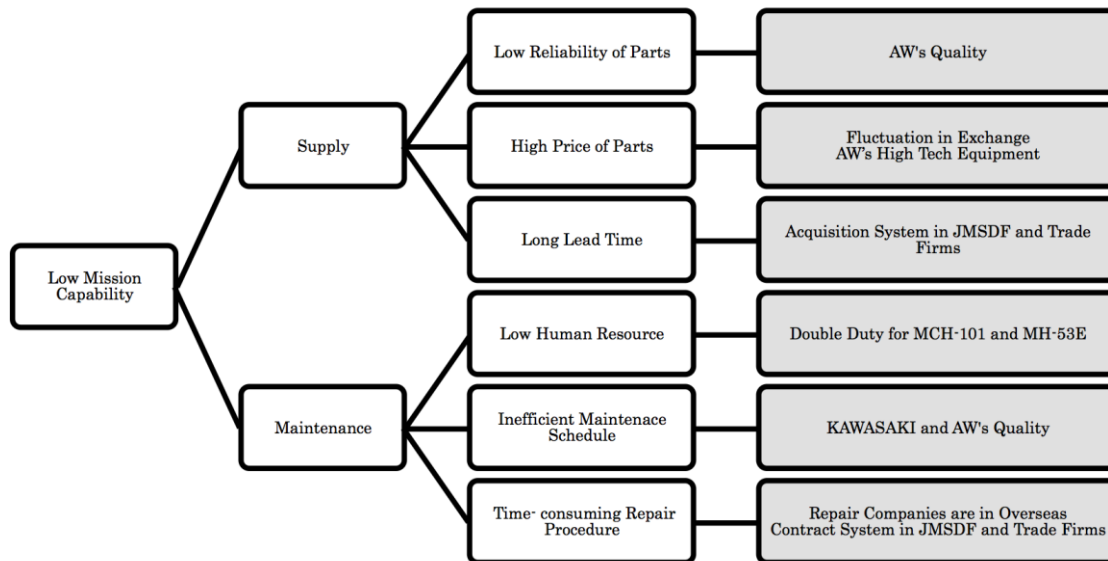 Low Reliability of Parts
AW's Quality
Supply
High Price of Parts
Fluctuation in Exchange
AW's High Tech Equipment
Long Lead Time
Acquisition System in JMSDF and Trade
Firms
Low Mission
Capability
Low Human Resource
Double Duty for MCH-101 and MH-53E
Maintenance
Inefficient Maintenace
Schedule
KAWASAKI and AW's Quality
Time- consuming Repair
Procedure
Repair Companies are in Overseas
Contract System in JMSDF and Trade Firms